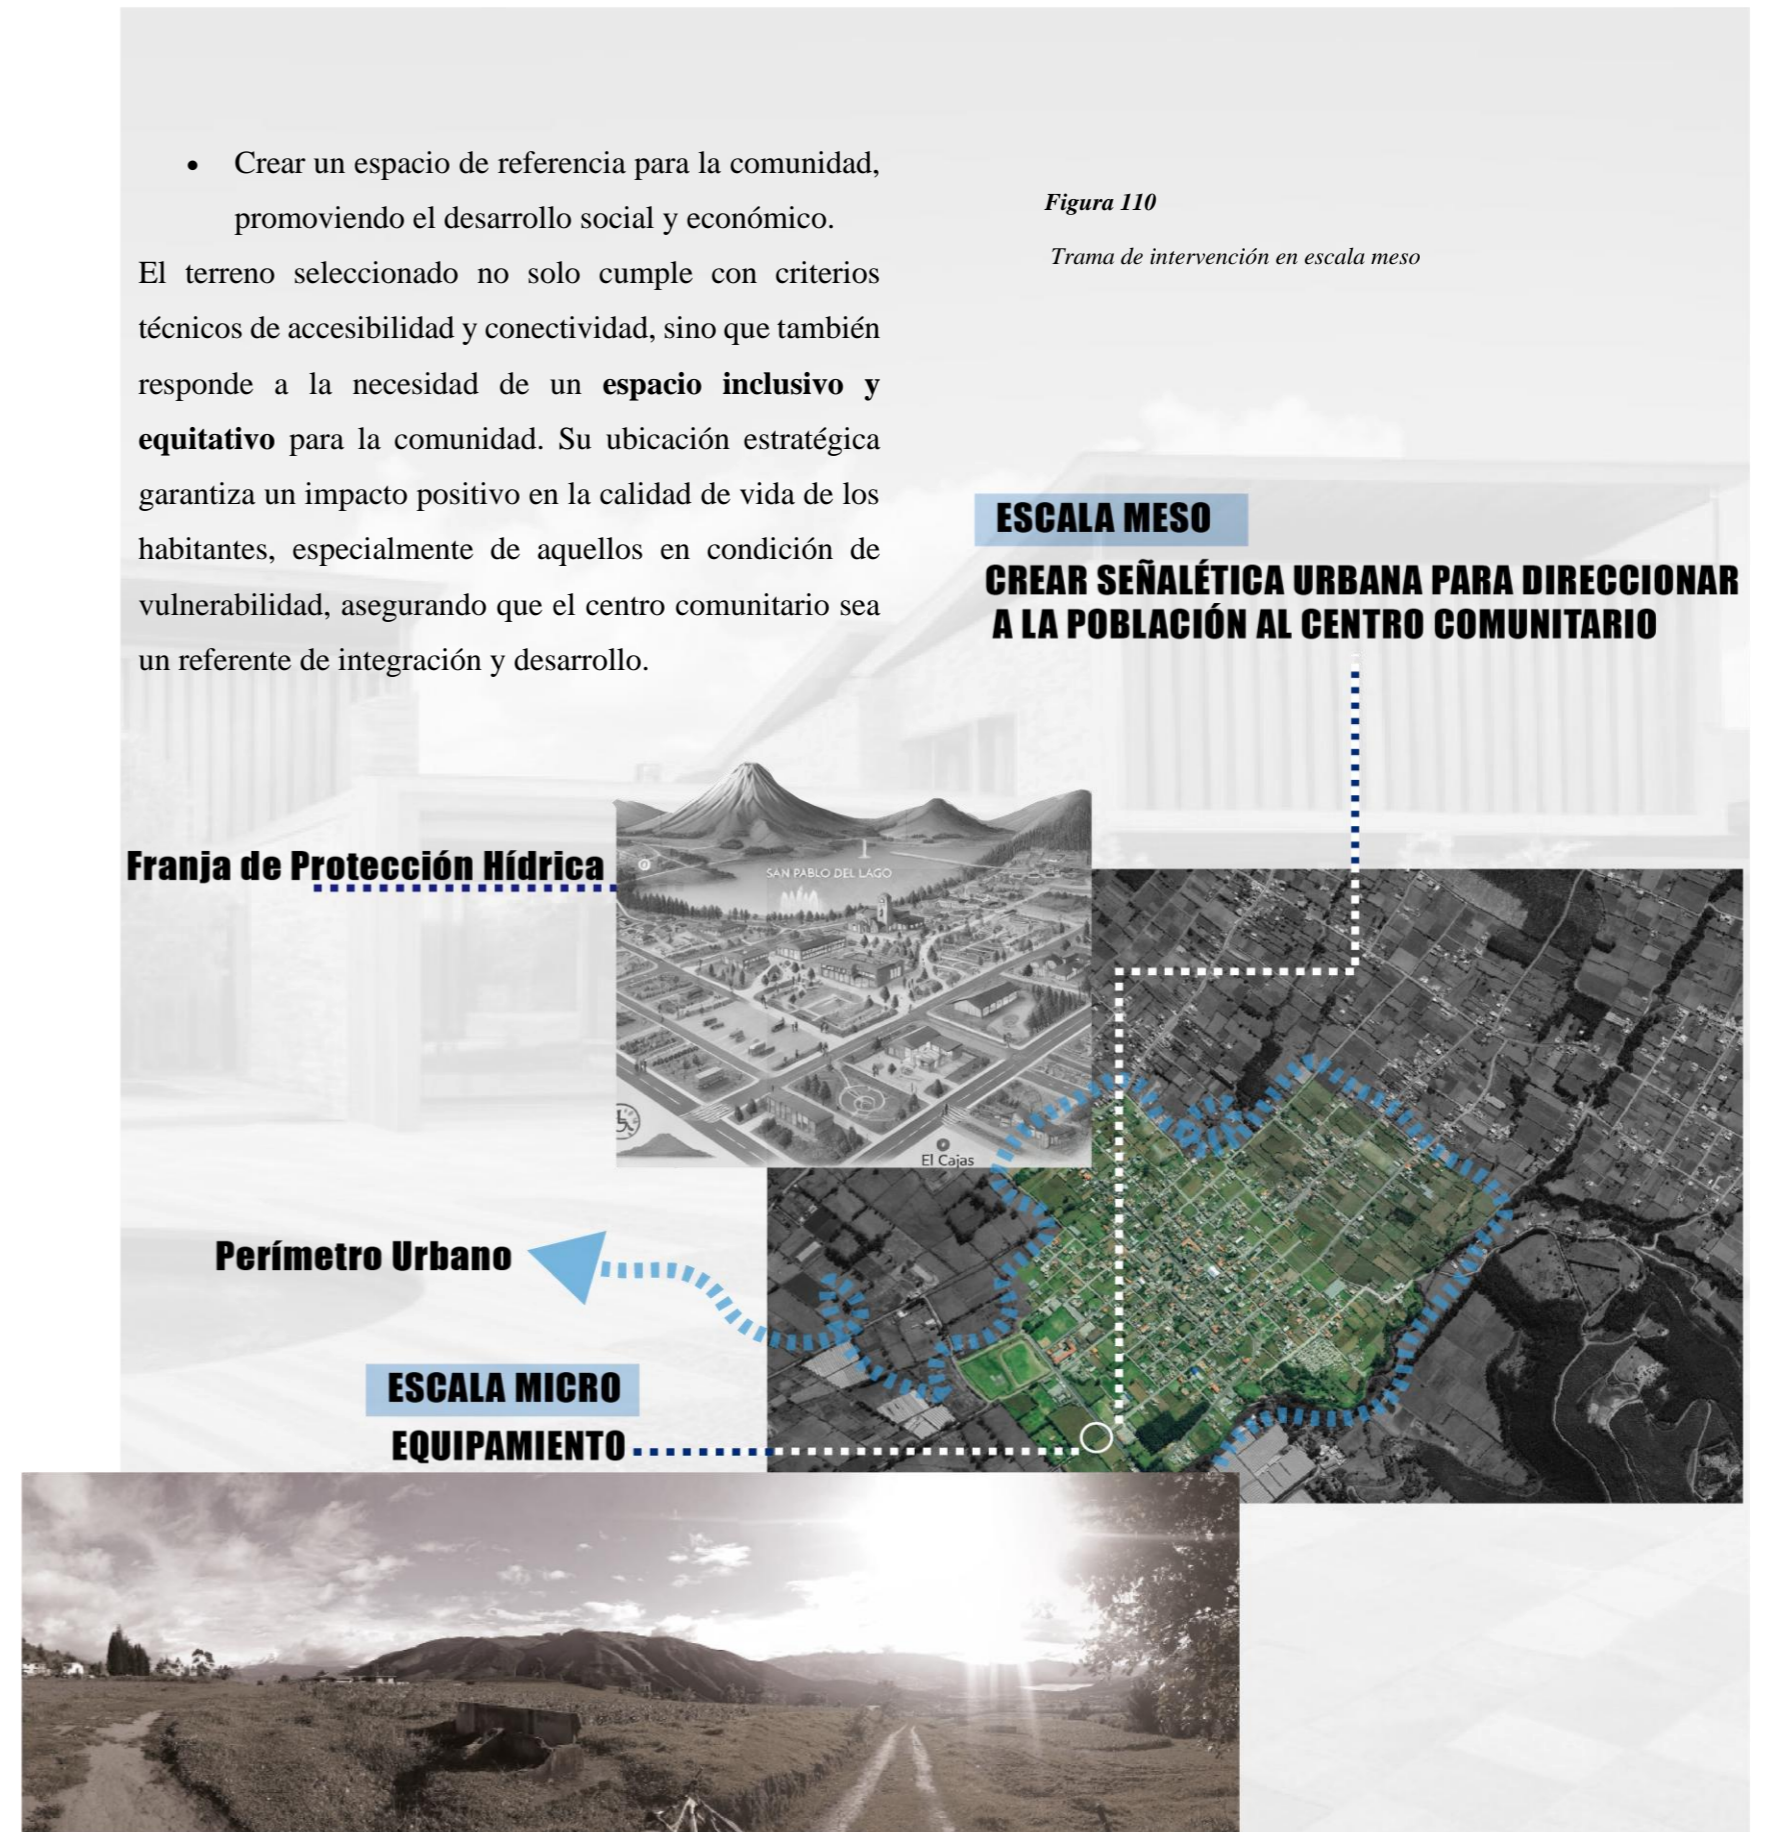 • Crear un espacio de referencia para la comunidad,
promoviendo el desarrollo social y económico.
El terreno seleccionado no solo cumple con criterios
técnicos de accesibilidad y conectividad, sino que también
responde a la necesidad de un espacio inclusivo y
equitativo para la comunidad. Su ubicación estratégica
garantiza un impacto positivo en la calidad de vida de los
habitantes, especialmente de aquellos en condición de
vulnerabilidad, asegurando que el centro comunitario sea
un referente de integración y desarrollo.
Figura 110
Trama de intervención en escala meso
ESCALA MESO
CREAR SEÑALÉTICA URBANA PARA DIRECCIONAR
A LA POBLACIÓN AL CENTRO COMUNITARIO
Franja de Protección Hídrica
SAN PABLO DEL LAGO
El Cajas
Perímetro Urbano
ESCALA MICRO
EQUIPAMIENTO